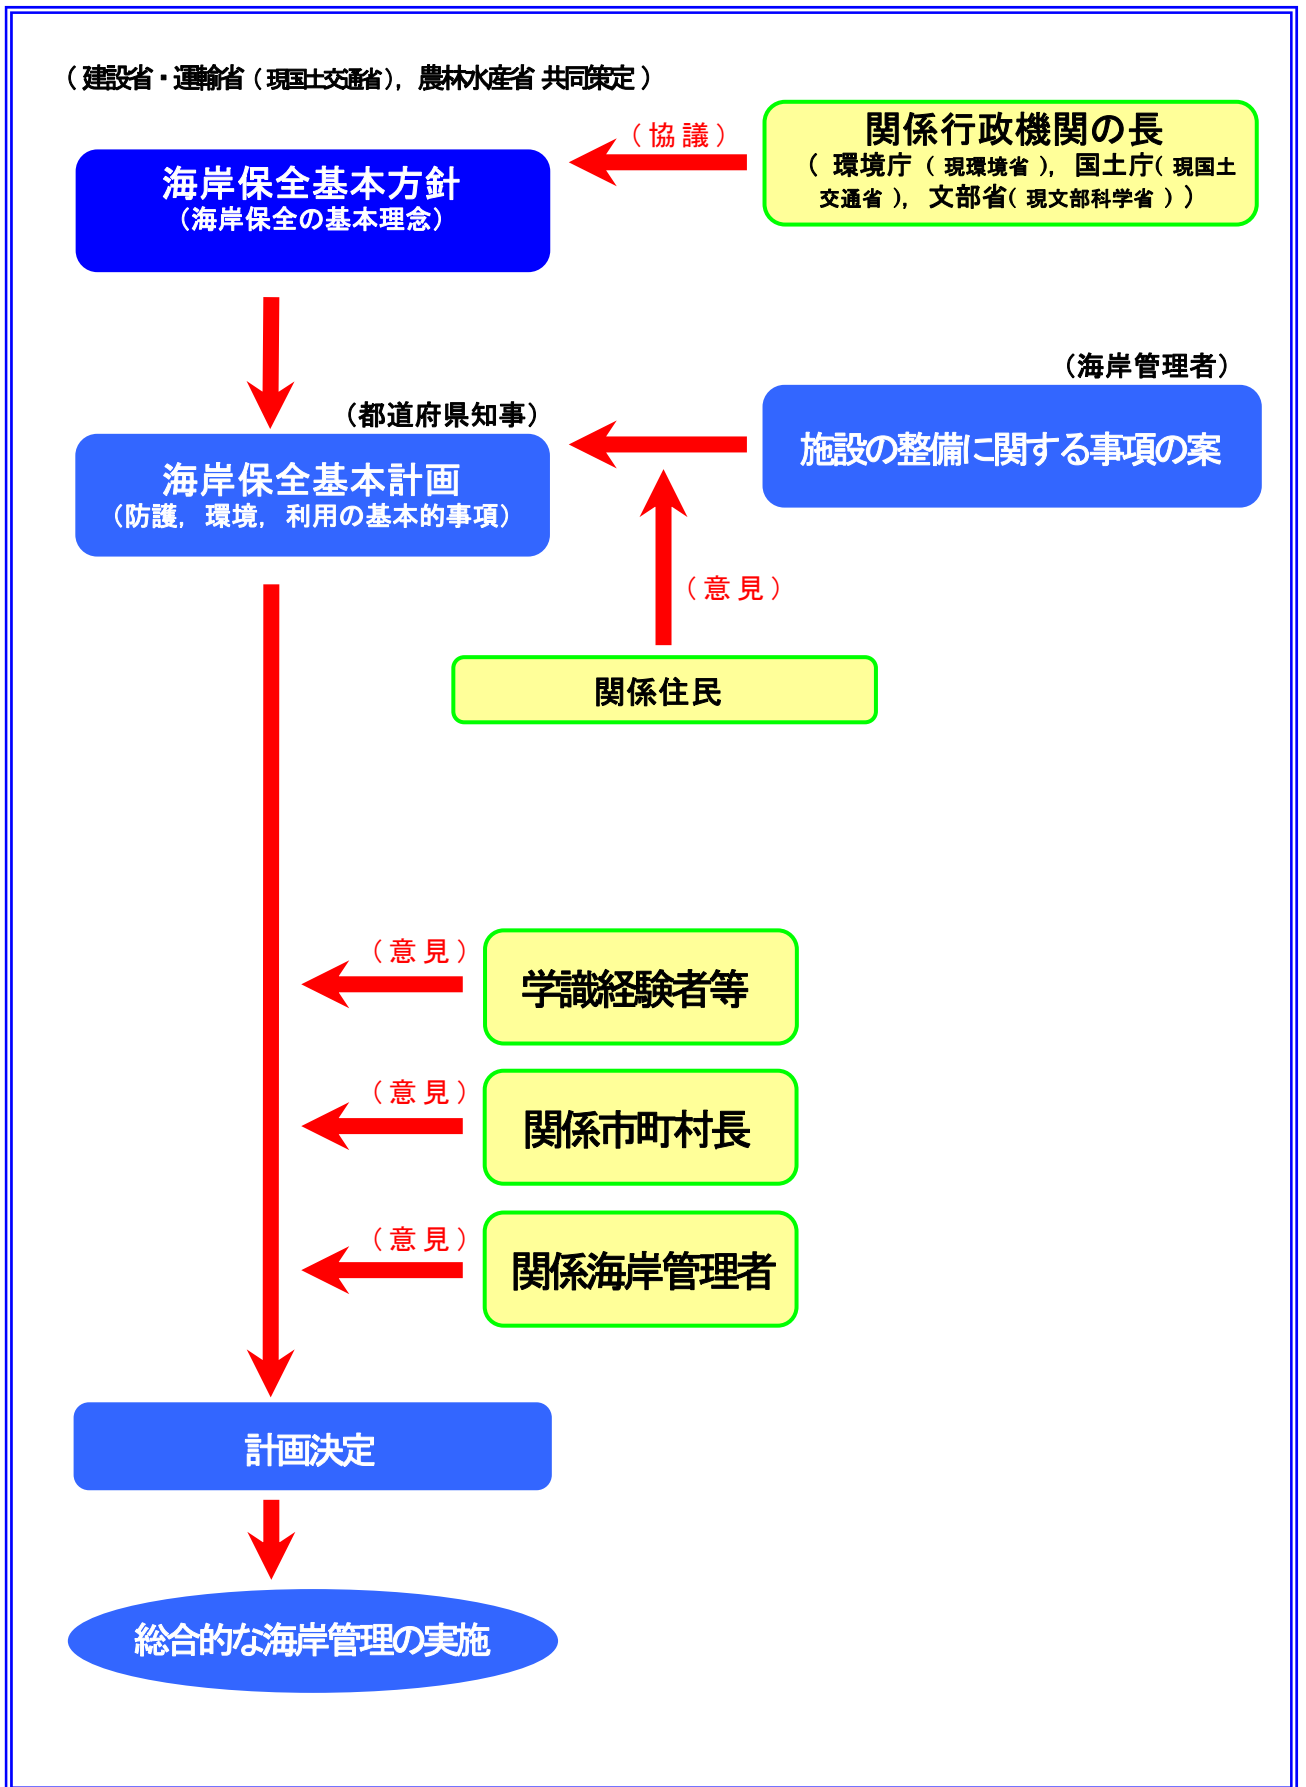 （ 建設省・運輸省（ 現国土交通省）， 農林水産省 共同策定 ）
（ 協 議 ）
関係行政機関の長
（ 環境庁 （ 現環境省 ）， 国土庁（ 現国土
交通省 ）， 文部省（ 現文部科学省 ） ）
海岸保全基本方針
（海岸保全の基本理念）
（海岸管理者）
（都道府県知事）
施設の整備に関する事項の案
海岸保全基本計画
（防護， 環境， 利用の基本的事項）
（ 意 見 ）
関係住民
（ 意 見 ）
学識経験者等
（ 意 見 ）
関係市町村長
（ 意 見 ）
関係海岸管理者
計画決定
総合的な海岸管理の実施